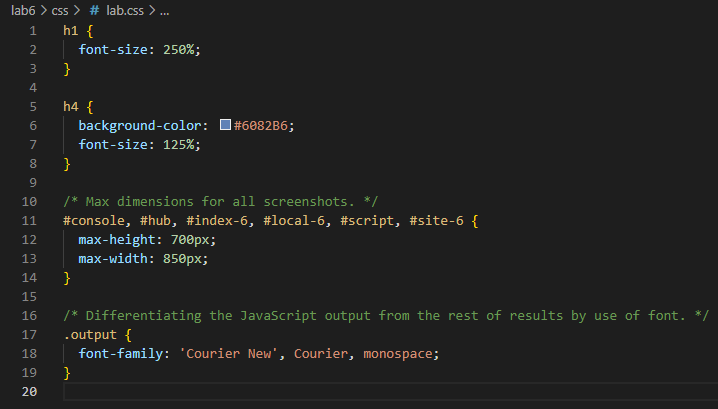 lab6 > css > # lab.css > ...
1 h1 {
2 font-size: 250%;
3 }
4
5 h4 {
6 background-color: #6082B6;
7 font-size: 125%;
8 }
9
10 /* Max dimensions for all screenshots. */
11 #console, #hub, #index-6, #local-6, #script, #site-6 {
12 max-height: 700px;
13 max-width: 850px;
14 }
15
16 /* Differentiating the JavaScript output from the rest of results by use of font. */
17 .output {
18 font-family: 'Courier New', Courier, monospace;
19 }
20